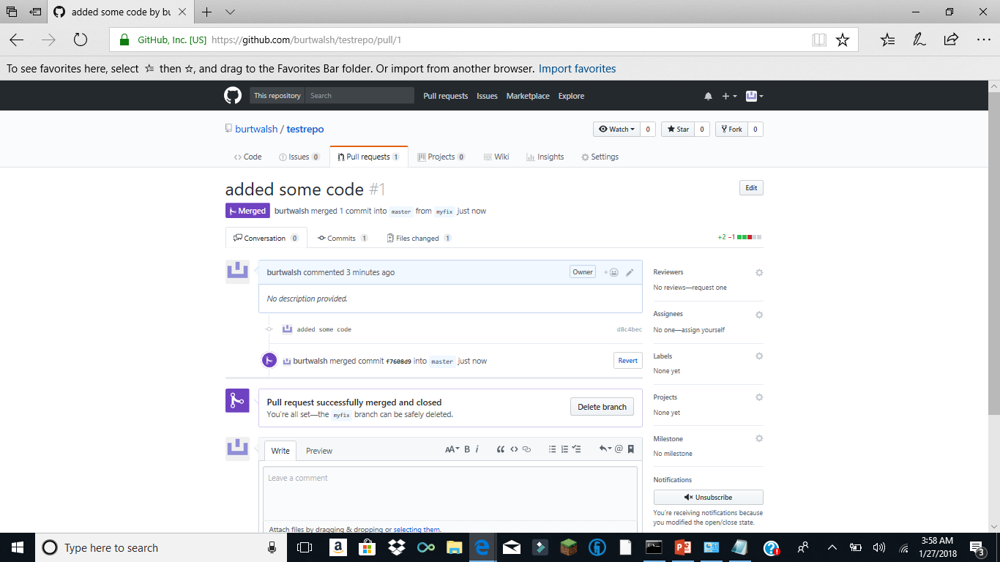 added some code by bu
GitHub, Inc. [US] https://github.com/burtwalsh/testrepo/pull/1
To see favorites here, select then ☆, and drag to the Favorites Bar folder. Or import from another browser. Import favorites
This repository Search Pull requests Issues Marketplace Explore
burtwalsh / testrepo Watch 0 Star 0 Fork 0
Code Issues 0 Pull requests 1 Projects 0 Wiki Insights Settings
added some code #1 Edit
Merged burtwalsh merged 1 commit into master from myfix just now
Conversation 0 Commits 1 Files changed 1 +2 −1
burtwalsh commented 3 minutes ago Owner
No description provided.
added some code d8c4bec
burtwalsh merged commit f7608d9 into master just now Revert
Pull request successfully merged and closed
You're all set—the myfix branch can be safely deleted.
Delete branch
Write Preview AA B i
Leave a comment
Attach files by dragging & dropping or selecting them.
Reviewers
No reviews—request one
Assignees
No one—assign yourself
Labels
None yet
Projects
None yet
Milestone
No milestone
Notifications
Unsubscribe
You're receiving notifications because
you modified the open/close state.
Type here to search
3:58 AM
1/27/2018
3